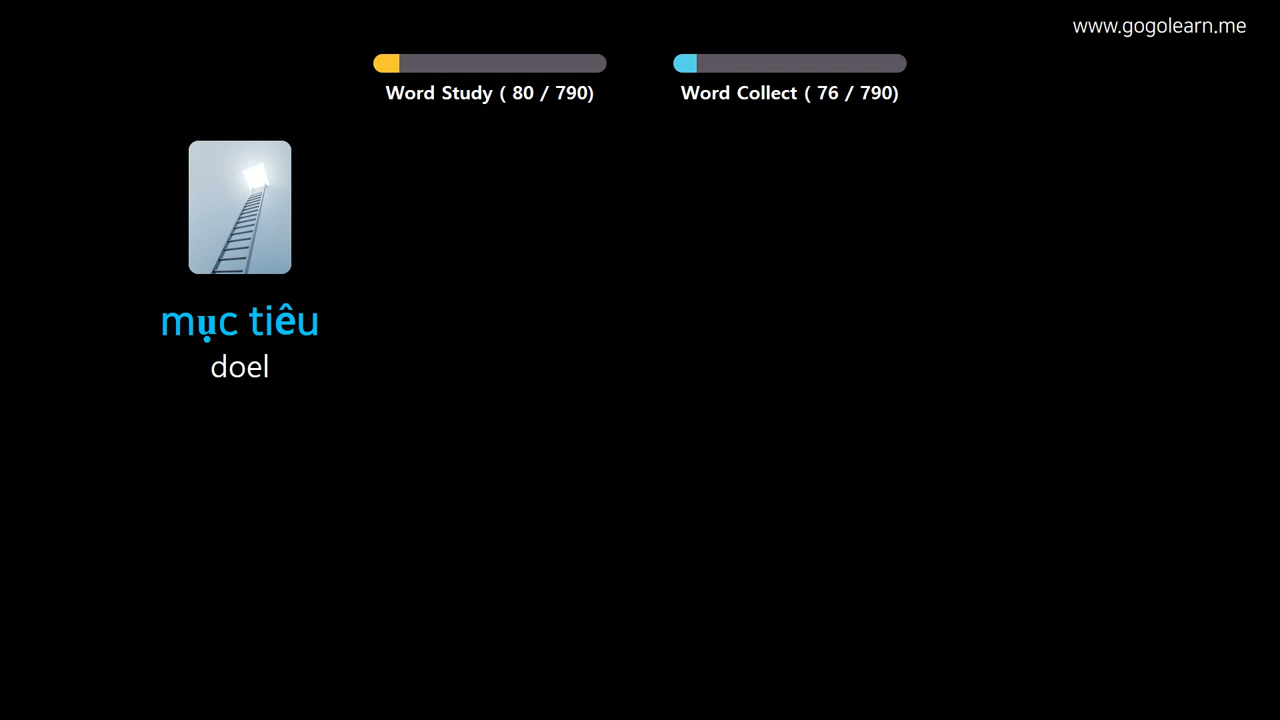 www.gogolearn.me
Word Study ( 80 / 790)
Word Collect ( 76 / 790)
mục tiêu
doel